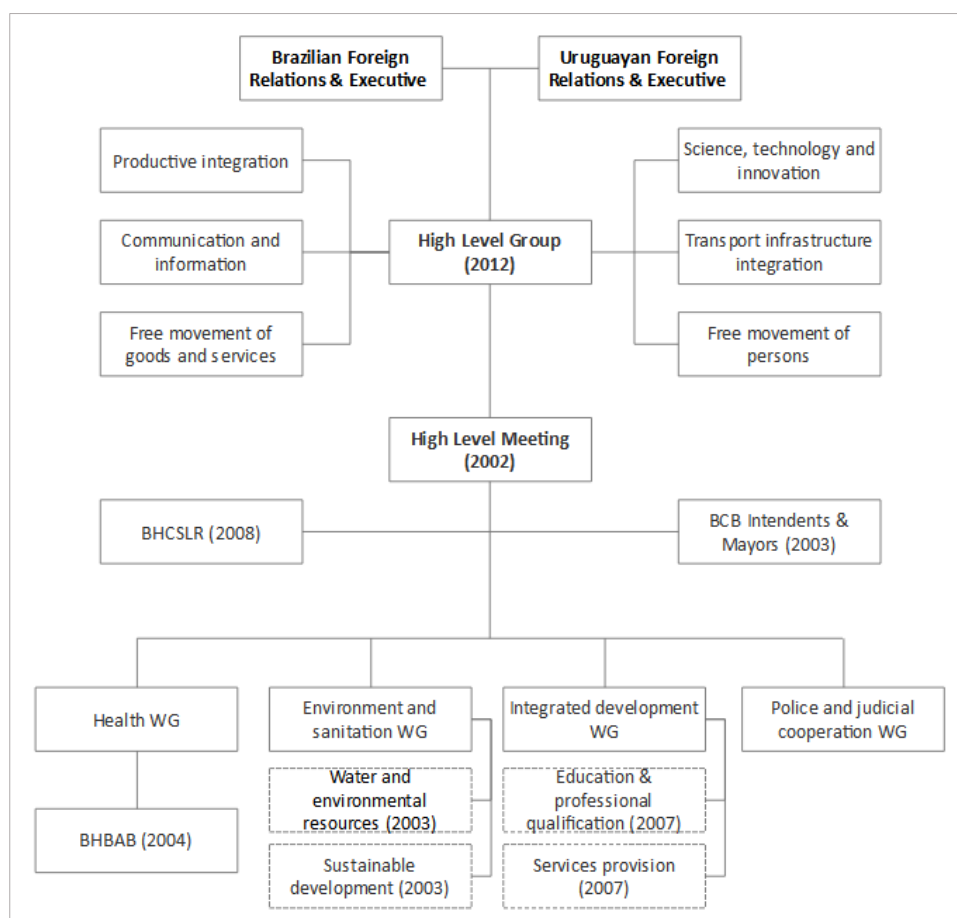 Brazilian Foreign
Relations & Executive
Uruguayan Foreign
Relations & Executive
Productive integration
Science, technology and
innovation
Communication and
information
High Level Group
(2012)
Transport infrastructure
integration
Free movement of
goods and services
Free movement of
persons
High Level Meeting
(2002)
BHCSLR (2008)
BCB Intendents &
Mayors (2003)
Health WG
Environment and
sanitation WG
Integrated development
WG
Police and judicial
cooperation WG
Water and
environmental
resources (2003)
Education &
professional
qualification (2007)
BHBAB (2004)
Sustainable
development (2003)
Services provision
(2007)